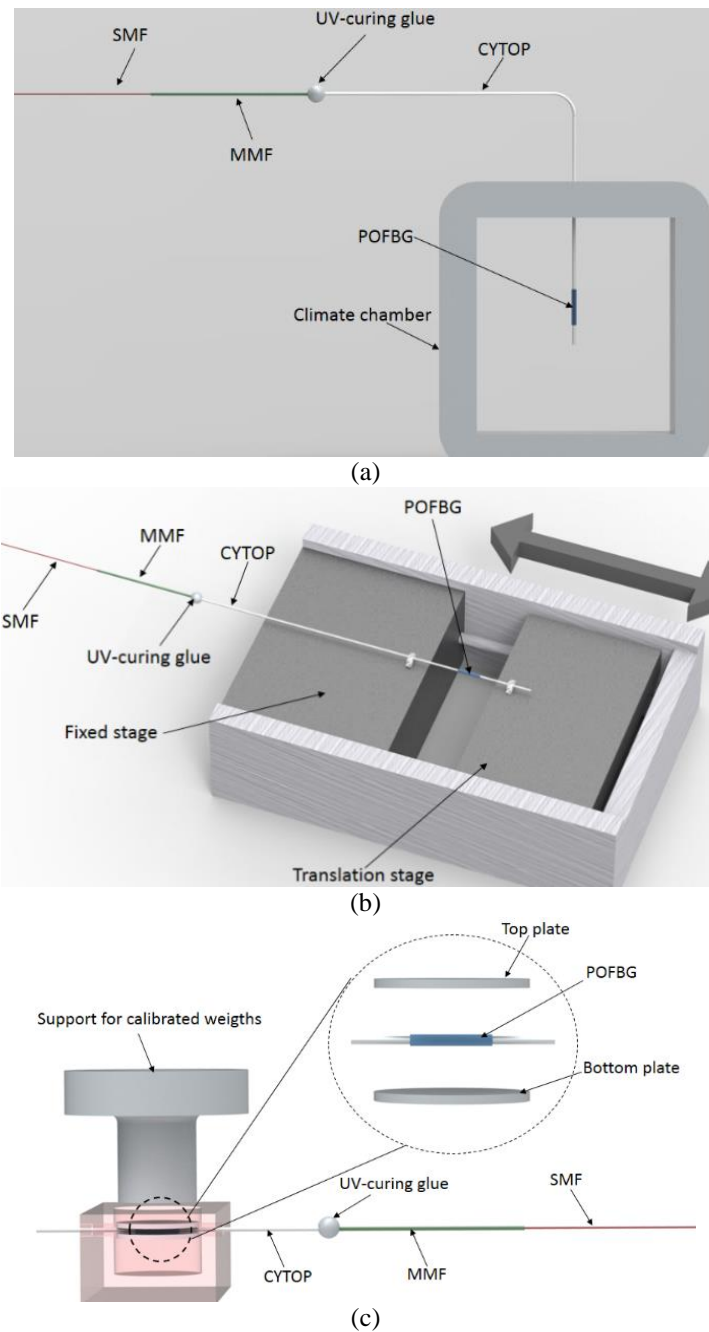 UV-curing glue
SMF
CYTOP
MMF
POFBG
Climate chamber
(a)
POFBG
MMF
CYTOP
SMF
UV-curing glue
Fixed stage
Translation stage
(b)
Top plate
POFBG
Support for calibrated weigths
Bottom plate
UV-curing glue
SMF
CYTOP
MMF
(c)